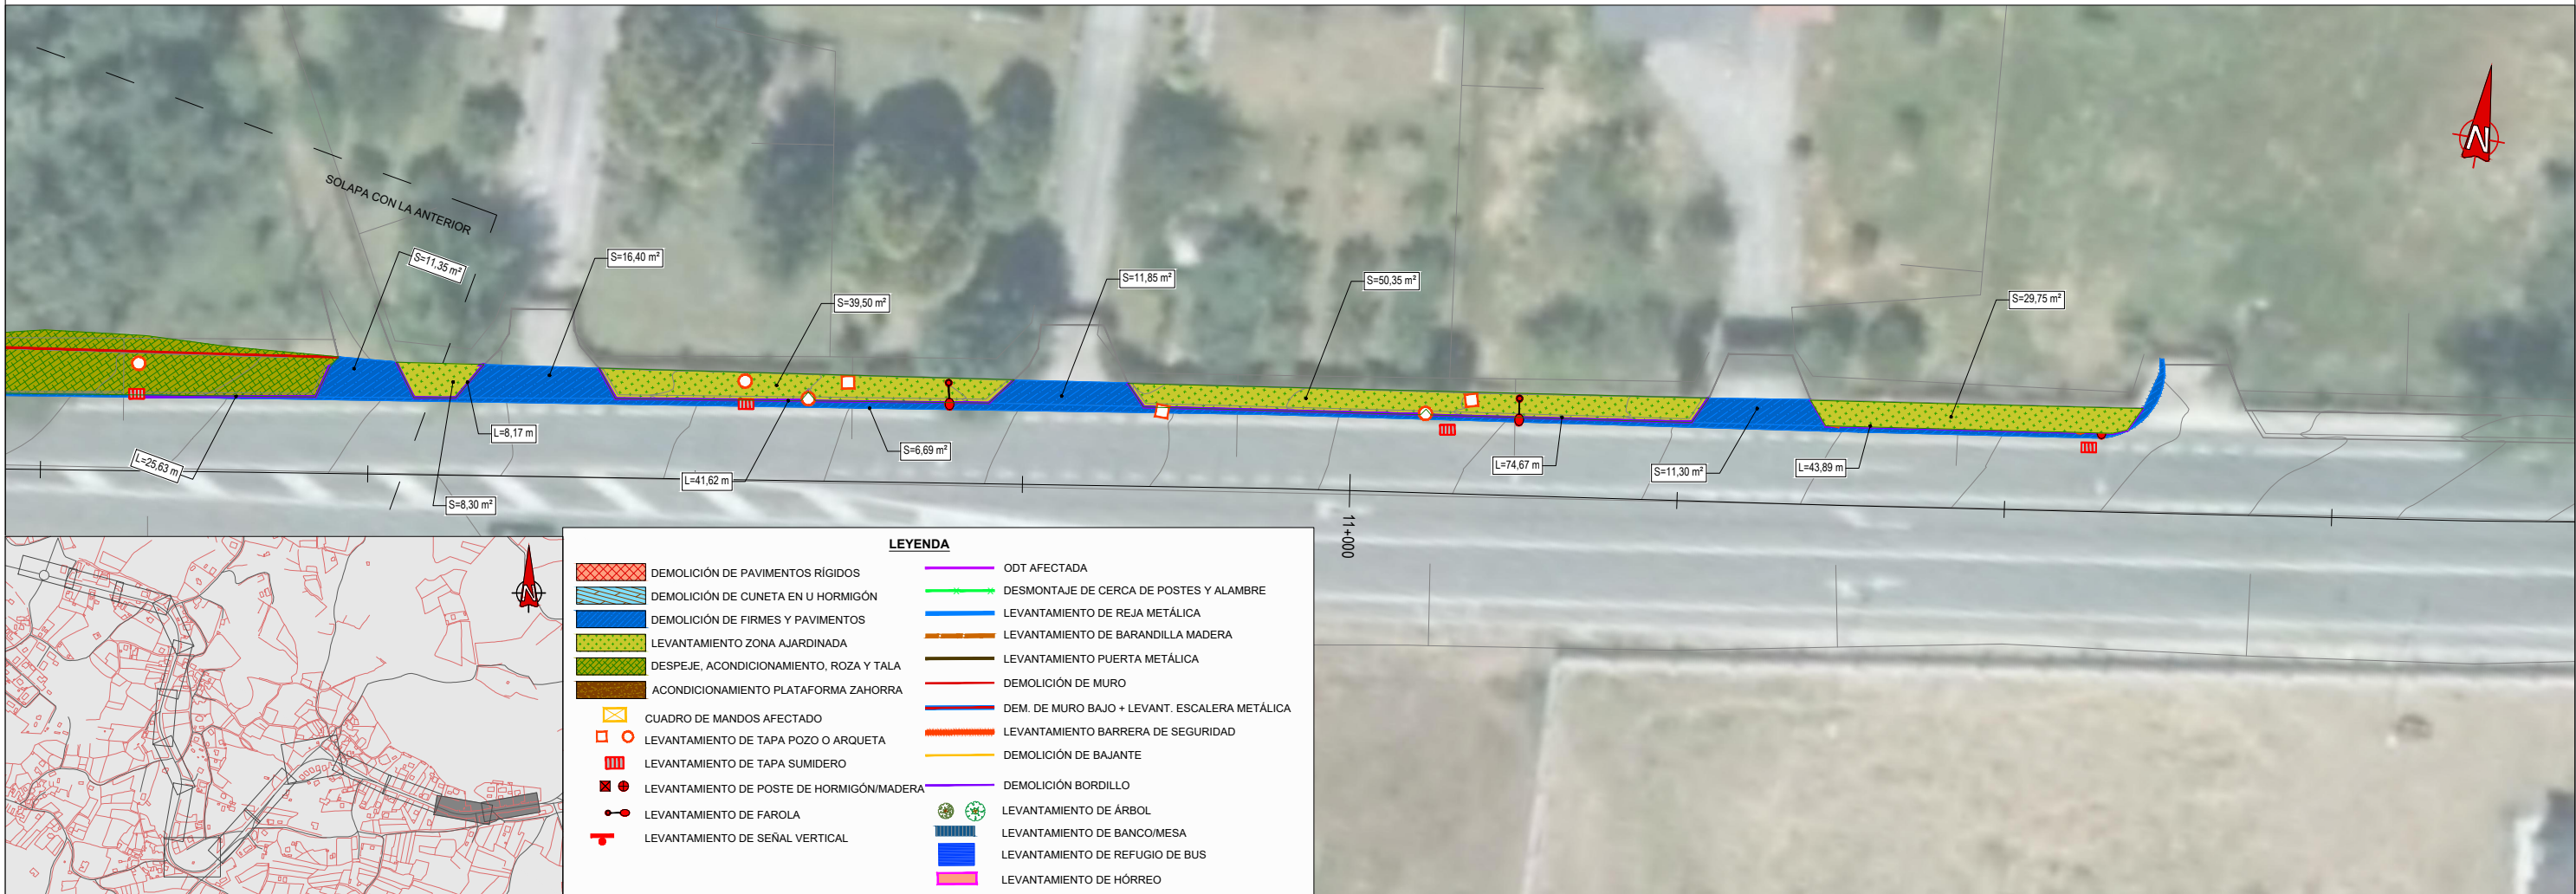 N
SOLAPA CON LA ANTERIOR
S=11,35 m²
S=16,40 m²
S=39,50 m²
S=11,85 m²
S=50,35 m²
S=29,75 m²
L=25,63 m
L=8,17 m
S=8,30 m²
L=41,62 m
S=6,69 m²
L=74,67 m
S=11,30 m²
L=43,89 m
11+000
N
LEYENDA
DEMOLICIÓN DE PAVIMENTOS RÍGIDOS
DEMOLICIÓN DE CUNETA EN U HORMIGÓN
DEMOLICIÓN DE FIRMES Y PAVIMENTOS
LEVANTAMIENTO ZONA AJARDINADA
DESPEJE, ACONDICIONAMIENTO, ROZA Y TALA
ACONDICIONAMIENTO PLATAFORMA ZAHORRA
CUADRO DE MANDOS AFECTADO
LEVANTAMIENTO DE TAPA POZO O ARQUETA
LEVANTAMIENTO DE TAPA SUMIDERO
LEVANTAMIENTO DE POSTE DE HORMIGÓN/MADERA
LEVANTAMIENTO DE FAROLA
LEVANTAMIENTO DE SEÑAL VERTICAL
ODT AFECTADA
DESMONTAJE DE CERCA DE POSTES Y ALAMBRE
LEVANTAMIENTO DE REJA METÁLICA
LEVANTAMIENTO DE BARANDILLA MADERA
LEVANTAMIENTO PUERTA METÁLICA
DEMOLICIÓN DE MURO
DEM. DE MURO BAJO + LEVANT. ESCALERA METÁLICA
LEVANTAMIENTO BARRERA DE SEGURIDAD
DEMOLICIÓN DE BAJANTE
DEMOLICIÓN BORDILLO
LEVANTAMIENTO DE ÁRBOL
LEVANTAMIENTO DE BANCO/MESA
LEVANTAMIENTO DE REFUGIO DE BUS
LEVANTAMIENTO DE HÓRREO